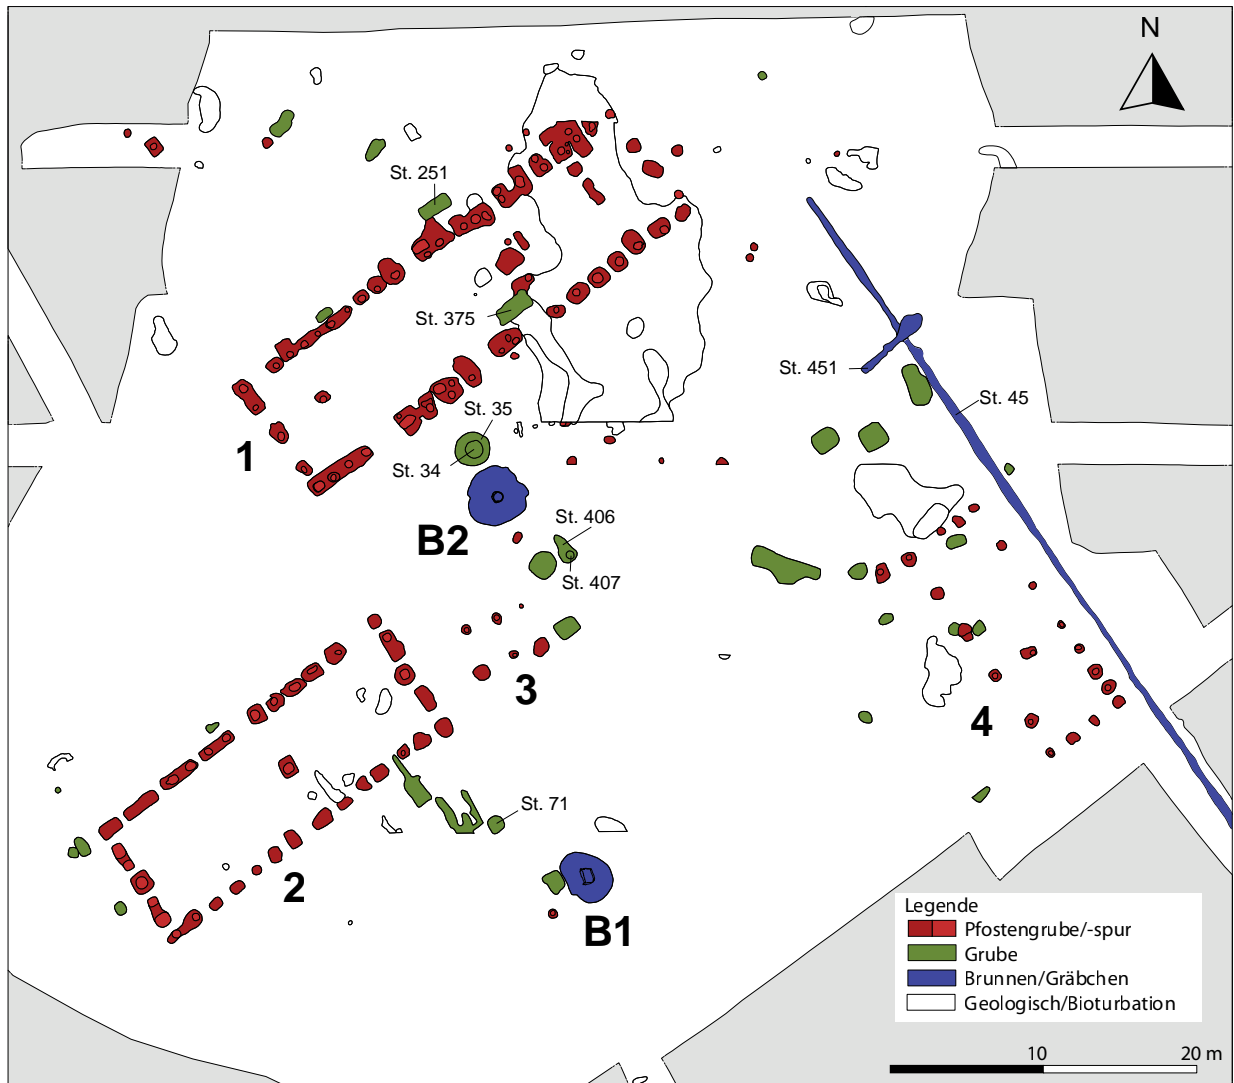 N
St. 251
St. 375
St. 451
St. 45
St. 35
1
St. 34
B2
St. 406
St. 407
3
4
St. 71
2
B1
Legende
Pfostengrube/-spur
Grube
Brunnen/Gräbchen
Geologisch/Bioturbation
10 20 m